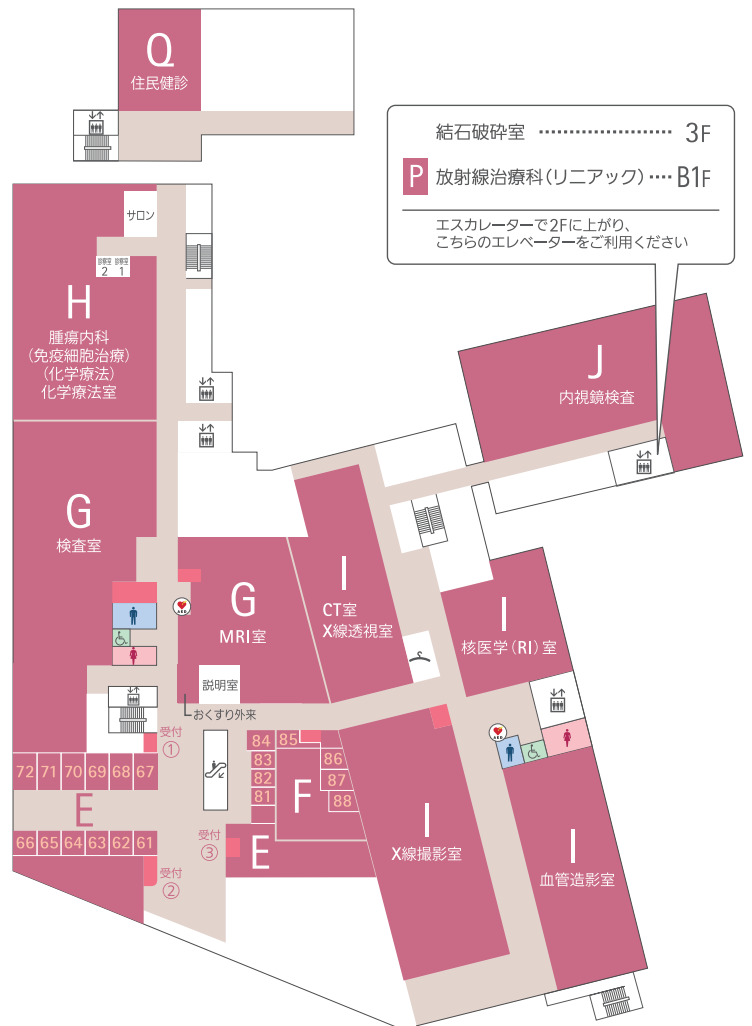 Q
住民健診
結石破砕室 ・・・・・・・・・・・・・・・・・・・・ 3F
P 放射線治療科（リニアック）・・・・ B1F
エスカレーターで2Fに上がり、
こちらのエレベーターをご利用ください
サロン
診察室 診察室
2 1
H
腫瘍内科
（免疫細胞治療）
（化学療法）
化学療法室
J
内視鏡検査
G
検査室
G
MRI室
I
CT室
X線透視室
I
核医学（RI）室
AED
説明室
おくすり外来
受付
①
AED
84 85
83
82
81
86
87
88
F
72 71 70 69 68 67
E
66 65 64 63 62 61
受付
②
受付
③
E
I
X線撮影室
I
血管造影室